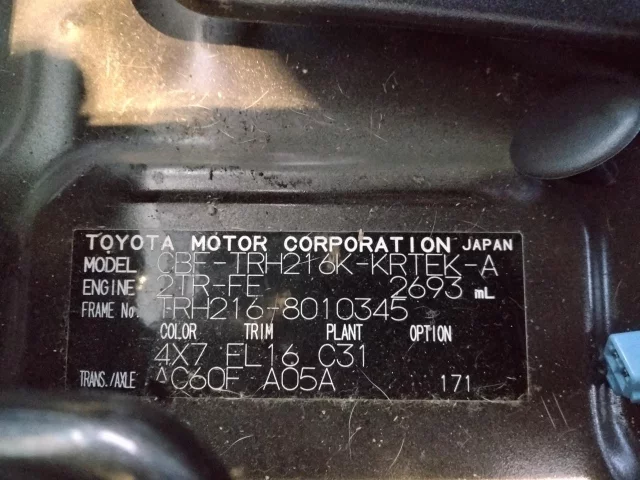 TOYOTA MOTOR CORPORATION JAPAN
MODEL CBF-TRH216K-KRTEK-A
ENGINE 2TR-FE 2693 mL
FRAME No. TRH216-8010345
COLOR TRIM PLANT OPTION
4X7 FL16 C31
TRANS./AXLE AC60F A05A 171